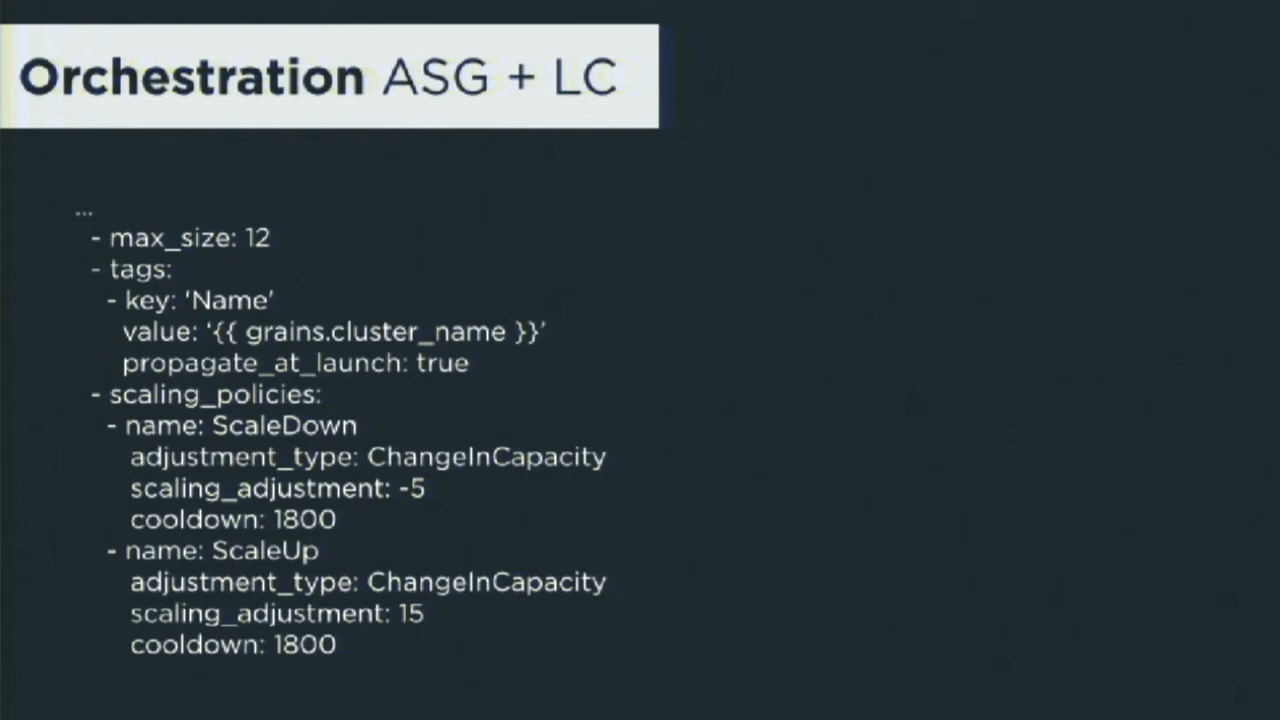 Orchestration ASG + LC
...
- max_size: 12
- tags:
- key: ‘Name’
value: ‘{{ grains.cluster_name }}’
propagate_at_launch: true
- scaling_policies:
- name: ScaleDown
adjustment_type: ChangeInCapacity
scaling_adjustment: -5
cooldown: 1800
- name: ScaleUp
adjustment_type: ChangeInCapacity
scaling_adjustment: 15
cooldown: 1800